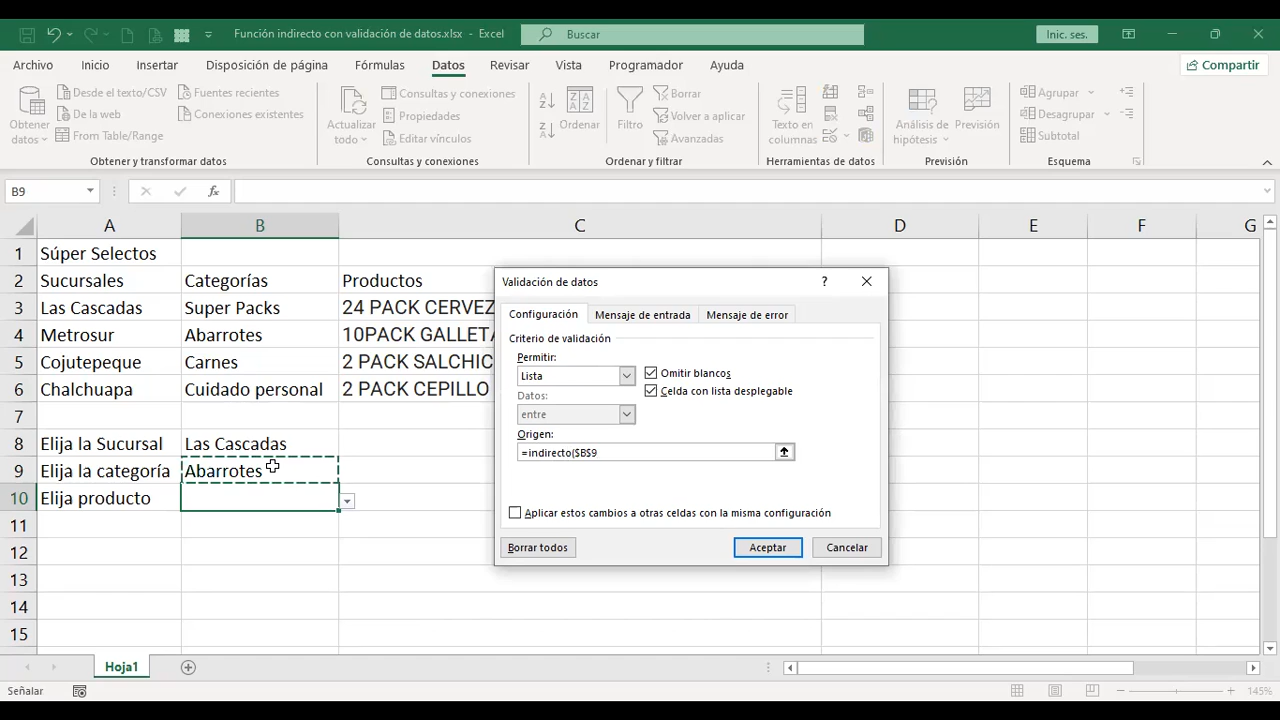 Función indirecto con validación de datos.xlsx - Excel
Buscar
Inic. ses.
Archivo Inicio Insertar Disposición de página Fórmulas Datos Revisar Vista Programador Ayuda
Compartir
Obtener datos
Desde el texto/CSV
De la web
From Table/Range
Fuentes recientes
Conexiones existentes
Obtener y transformar datos
Actualizar todo
Consultas y conexiones
Propiedades
Editar vínculos
Consultas y conexiones
Ordenar
Filtro
Borrar
Volver a aplicar
Avanzadas
Ordenar y filtrar
Texto en columnas
Herramientas de datos
Análisis de hipótesis
Previsión
Previsión
Agrupar
Desagrupar
Subtotal
Esquema
B9
fx
A B C D E F G
1 Súper Selectos
2 Sucursales Categorías Productos
3 Las Cascadas Super Packs 24 PACK CERVEZ
4 Metrosur Abarrotes 10PACK GALLETA
5 Cojutepeque Carnes 2 PACK SALCHIC
6 Chalchuapa Cuidado personal 2 PACK CEPILLO
7
8 Elija la Sucursal Las Cascadas
9 Elija la categoría Abarrotes
10 Elija producto
11
12
13
14
15
Validación de datos
?
Configuración Mensaje de entrada Mensaje de error
Criterio de validación
Permitir:
Lista
Omitir blancos
Celda con lista desplegable
Datos:
entre
Origen:
=indirecto($B$9
Aplicar estos cambios a otras celdas con la misma configuración
Borrar todos Aceptar Cancelar
Hoja1
Señalar
145%